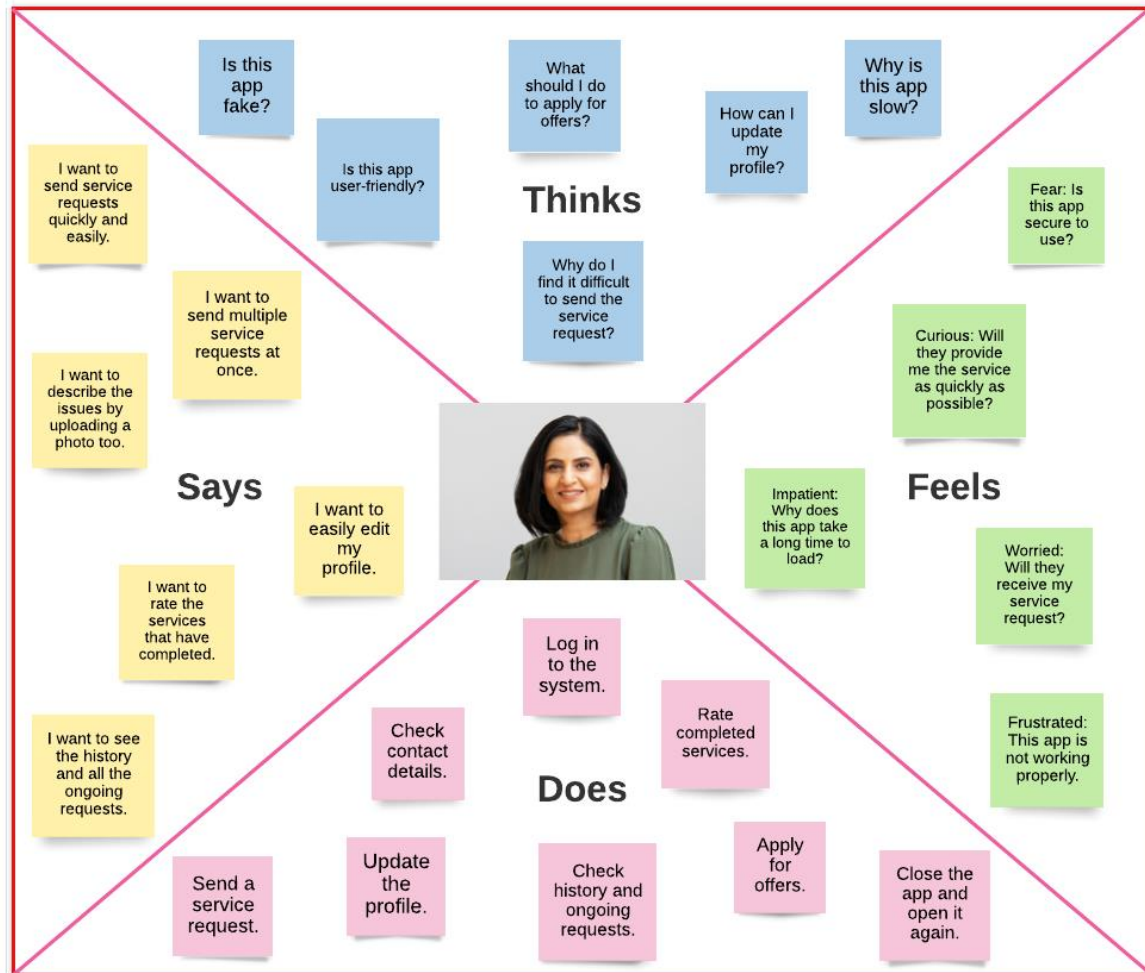 Is this
app
fake?
Is this app
user-friendly?
What
should I do
to apply for
offers?
How can I
update
my
profile?
Why is
this app
slow?
Thinks
Why do I
find it difficult
to send the
service
request?
I want to
send service
requests
quickly and
easily.
I want to
send multiple
service
requests at
once.
I want to
describe the
issues by
uploading a
photo too.
Says
I want to
easily edit
my
profile.
I want to
rate the
services
that have
completed.
I want to see
the history
and all the
ongoing
requests.
Fear: Is
this app
secure to
use?
Curious: Will
they provide
me the service
as quickly as
possible?
Feels
Impatient:
Why does
this app take
a long time to
load?
Worried:
Will they
receive my
service
request?
Frustrated:
This app is
not working
properly.
Log in
to the
system.
Check
contact
details.
Rate
completed
services.
Does
Send a
service
request.
Update
the
profile.
Check
history and
ongoing
requests.
Apply
for
offers.
Close the
app and
open it
again.